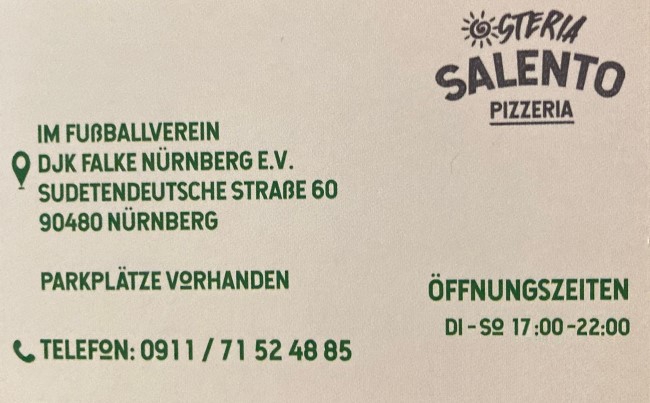 OSTERIA
SALENTO
PIZZERIA
IM FUßBALLVEREIN
DJK FALKE NÜRNBERG E.V.
SUDETENDEUTSCHE STRAßE 60
90480 NÜRNBERG
PARKPLÄTZE VORHANDEN
TELEFON: 0911 / 71 52 48 85
ÖFFNUNGSZEITEN
DI - SO 17:00 -22:00